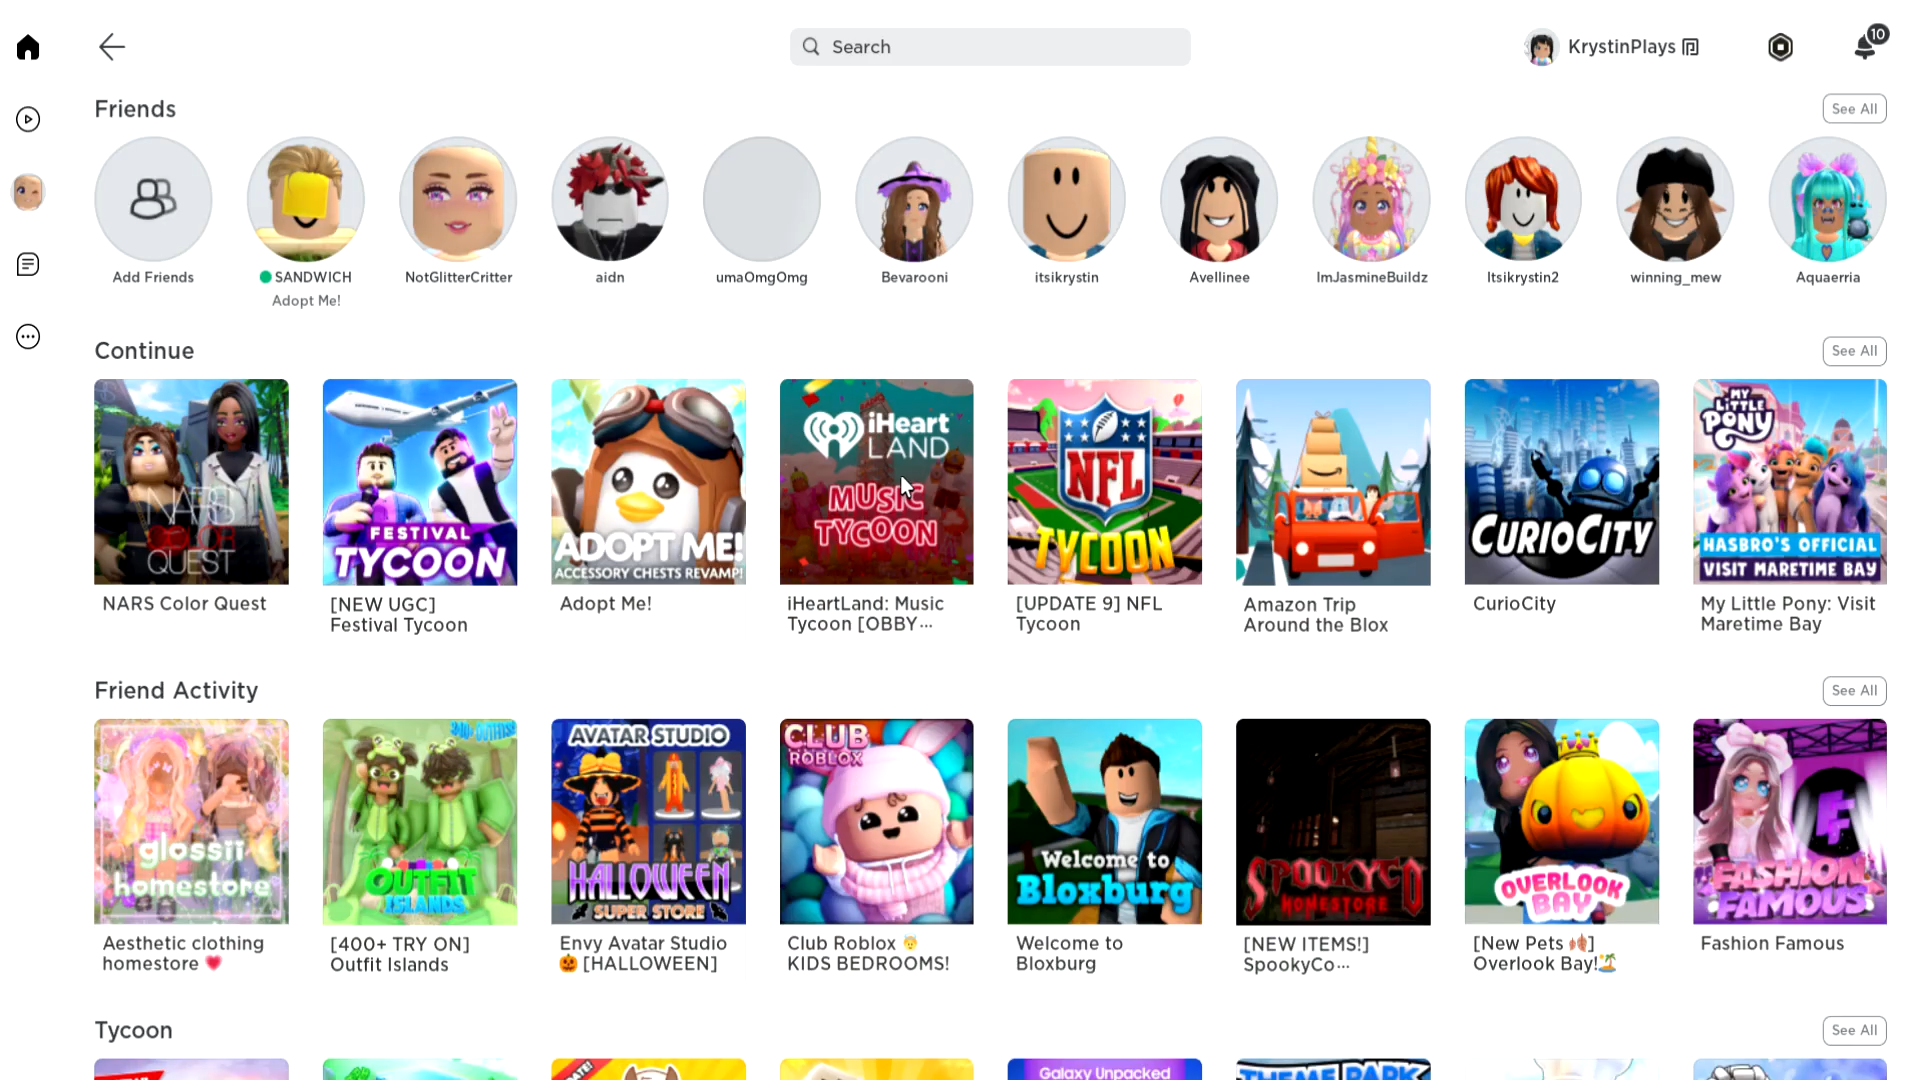 Search
KrystinPlays
10
Friends
See All
Add Friends
SANDWICH
Adopt Me!
NotGlitterCritter
aidn
umaOmgOmg
Bevarooni
itsikrystin
Avellinee
ImJasmineBuildz
Itsikrystin2
winning_mew
Aquaerria
Continue
See All
NARS
COLOR
QUEST
FESTIVAL
TYCOON
ADOPT ME!
ACCESSORY CHESTS REVAMP!
iHeart
LAND
MUSIC
TYCOON
NFL
TYCOON
CURIOCITY
MY
LITTLE
PONY
HASBRO'S OFFICIAL
VISIT MARETIME BAY
NARS Color Quest
[NEW UGC]
Festival Tycoon
Adopt Me!
iHeartLand: Music
Tycoon [OBBY...
[UPDATE 9] NFL
Tycoon
Amazon Trip
Around the Blox
CurioCity
My Little Pony: Visit
Maretime Bay
Friend Activity
See All
glossii
homestore
OUTFIT
ISLANDS
AVATAR STUDIO
HALLOWEEN
SUPER STORE
CLUB
ROBLOX
Welcome to
Bloxburg
SPOOKYCO
HOMESTORE
OVERLOOK
BAY
FF
FASHION
FAMOUS
Aesthetic clothing
homestore ❤
[400+ TRY ON]
Outfit Islands
Envy Avatar Studio
🎃 [HALLOWEEN]
Club Roblox 👶
KIDS BEDROOMS!
Welcome to
Bloxburg
[NEW ITEMS!]
SpookyCo...
[New Pets ]
Overlook Bay!🏝
Fashion Famous
Tycoon
See All
Galaxy Unpacked
THEME PARK